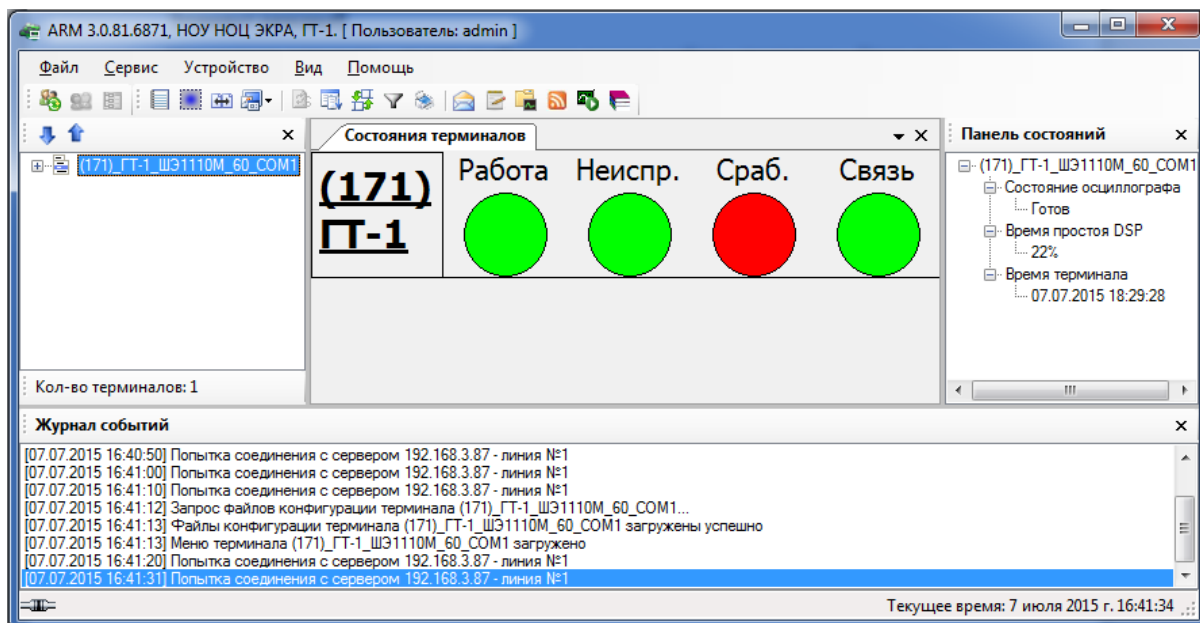 ARM 3.0.81.6871, НОУ НОЦ ЭКРА, ГТ-1. [ Пользователь: admin ]
Файл Сервис Устройство Вид Помощь
(171)_ГТ-1_ШЭ1110М_60_COM1
Кол-во терминалов: 1
Состояния терминалов
(171) ГТ-1
Работа Неиспр. Сраб. Связь
Панель состояний
(171)_ГТ-1_ШЭ1110М_60_COM1
Состояние осциллографа
Готов
Время простоя DSP
22%
Время терминала
07.07.2015 18:29:28
Журнал событий
[07.07.2015 16:40:50] Попытка соединения с сервером 192.168.3.87 - линия №1
[07.07.2015 16:41:00] Попытка соединения с сервером 192.168.3.87 - линия №1
[07.07.2015 16:41:10] Попытка соединения с сервером 192.168.3.87 - линия №1
[07.07.2015 16:41:12] Запрос файлов конфигурации терминала (171)_ГТ-1_ШЭ1110М_60_COM1...
[07.07.2015 16:41:13] Файлы конфигурации терминала (171)_ГТ-1_ШЭ1110М_60_COM1 загружены успешно
[07.07.2015 16:41:13] Меню терминала (171)_ГТ-1_ШЭ1110М_60_COM1 загружено
[07.07.2015 16:41:20] Попытка соединения с сервером 192.168.3.87 - линия №1
[07.07.2015 16:41:31] Попытка соединения с сервером 192.168.3.87 - линия №1
Текущее время: 7 июля 2015 г. 16:41:34